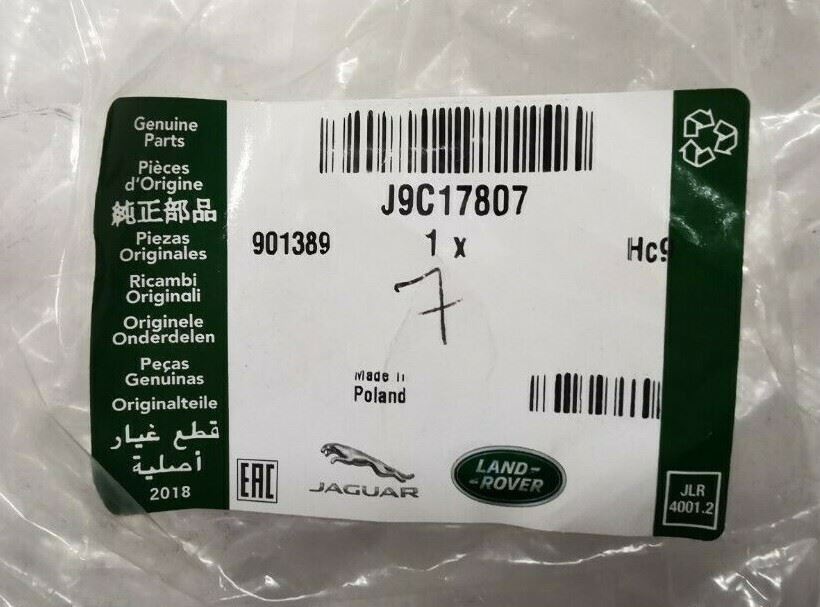 Genuine
Parts
Pièces
d'Origine
純正部品
Piezas
Originales
Ricambi
Originali
Originele
Onderdelen
Peças
Genuinas
Originalteile
قطع غيار
أصلية
2018
J9C17807
901389
1 x
Hc9
7
Made in
Poland
EAC
JAGUAR
LAND-
-ROVER
JLR
4001.2